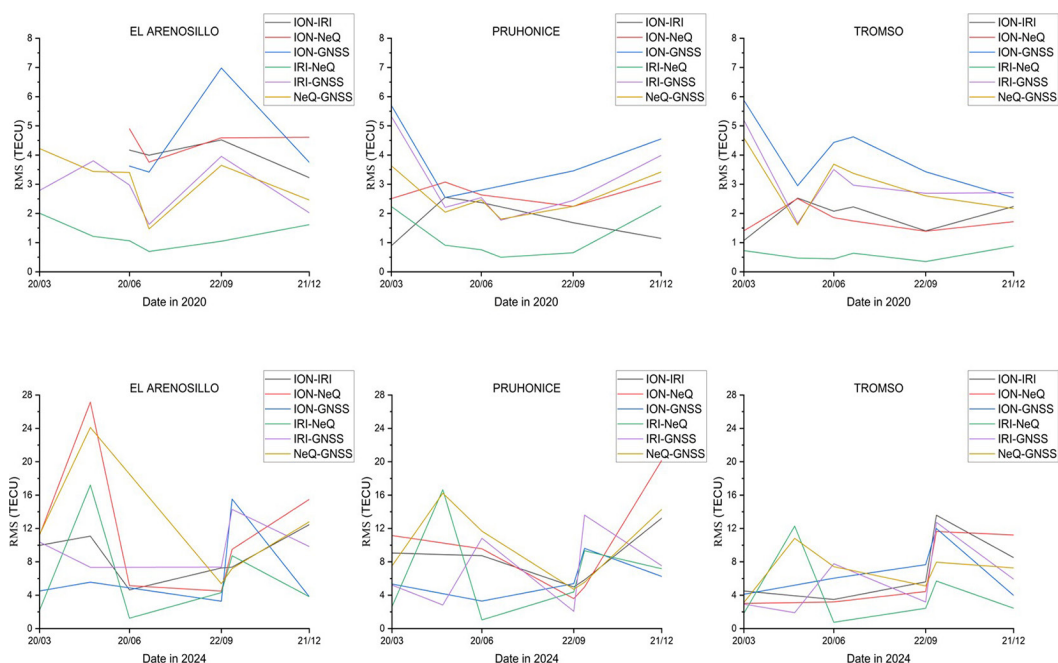 EL ARENOSILLO
ION-IRI
ION-NeQ
ION-GNSS
IRI-NeQ
IRI-GNSS
NeQ-GNSS
8
7
6
5
4
3
2
1
0
RMS (TECU)
20/03
20/06
22/09
21/12
Date in 2020
PRUHONICE
ION-IRI
ION-NeQ
ION-GNSS
IRI-NeQ
IRI-GNSS
NeQ-GNSS
8
7
6
5
4
3
2
1
0
RMS (TECU)
20/03
20/06
22/09
21/12
Date in 2020
TROMSO
ION-IRI
ION-NeQ
ION-GNSS
IRI-NeQ
IRI-GNSS
NeQ-GNSS
8
7
6
5
4
3
2
1
0
RMS (TECU)
20/03
20/06
22/09
21/12
Date in 2020
EL ARENOSILLO
ION-IRI
ION-NeQ
ION-GNSS
IRI-NeQ
IRI-GNSS
NeQ-GNSS
28
24
20
16
12
8
4
0
RMS (TECU)
20/03
20/06
22/09
21/12
Date in 2024
PRUHONICE
ION-IRI
ION-NeQ
ION-GNSS
IRI-NeQ
IRI-GNSS
NeQ-GNSS
28
24
20
16
12
8
4
0
RMS (TECU)
20/03
20/06
22/09
21/12
Date in 2024
TROMSO
ION-IRI
ION-NeQ
ION-GNSS
IRI-NeQ
IRI-GNSS
NeQ-GNSS
28
24
20
16
12
8
4
0
RMS (TECU)
20/03
20/06
22/09
21/12
Date in 2024